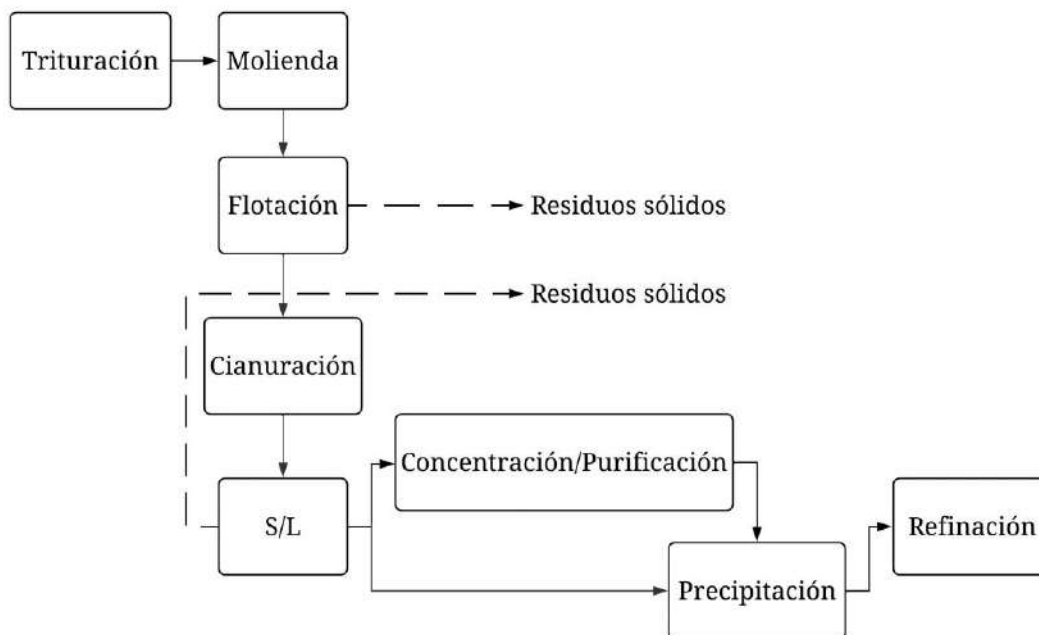 Trituración
Molienda
Flotación
Residuos sólidos
Residuos sólidos
Cianuración
Concentración/Purificación
S/L
Refinación
Precipitación